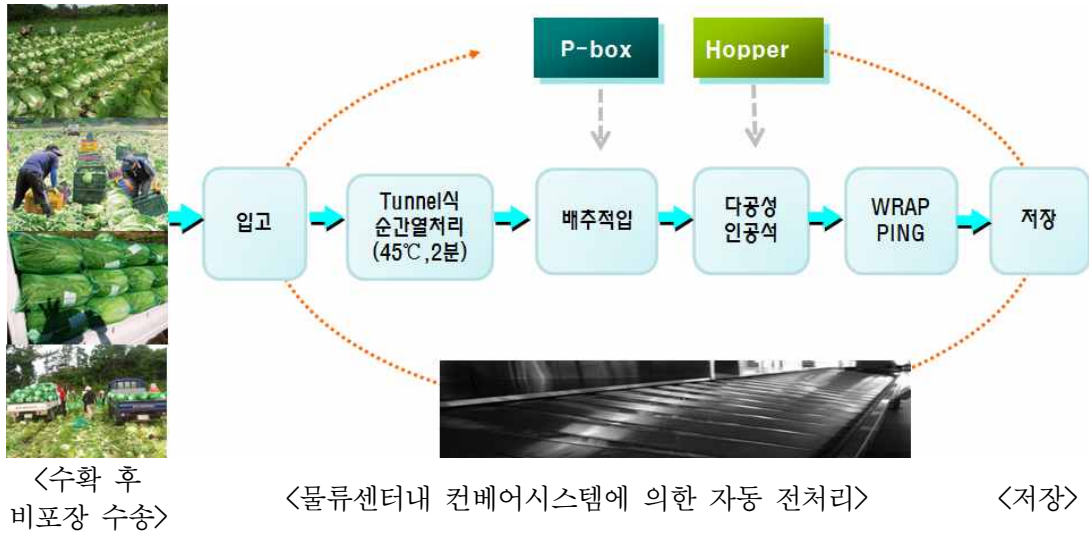 P-box
Hopper
입고
Tunnel식
순간열처리
(45℃,2분)
배추적입
다공성
인공석
WRAP
PING
저장
<수확 후
비포장 수송>
<물류센터내 컨베어시스템에 의한 자동 전처리>
<저장>